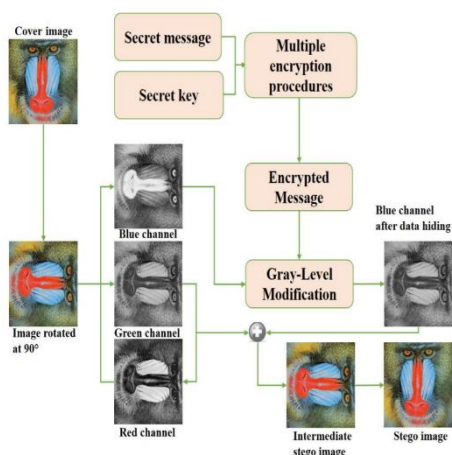 Cover image
Secret message
Secret key
Multiple
encryption
procedures
Encrypted
Message
Blue channel
Blue channel
after data hiding
Gray-Level
Modification
Image rotated
at 90°
Green channel
Red channel
Intermediate
stego image
Stego image